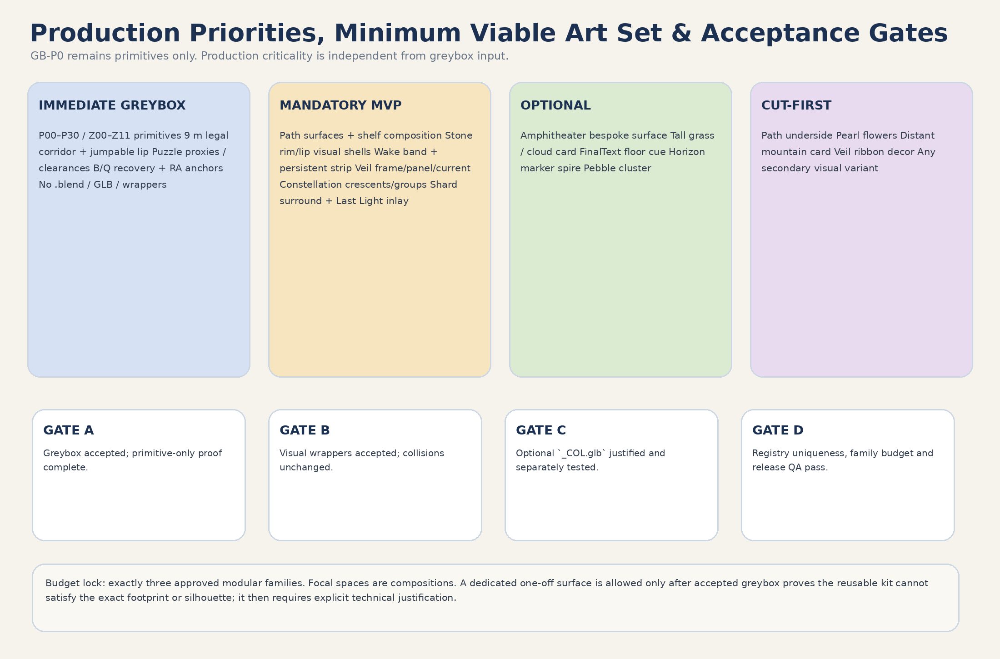 Production Priorities, Minimum Viable Art Set & Acceptance Gates
GB-P0 remains primitives only. Production criticality is independent from greybox input.
IMMEDIATE GREYBOX
P00–P30 / Z00–Z11 primitives 9 m legal
corridor + jumpable lip Puzzle proxies /
clearances B/Q recovery + RA anchors
No .blend / GLB / wrappers
MANDATORY MVP
Path surfaces + shelf composition Stone
rim/lip visual shells Wake band +
persistent strip Veil frame/panel/current
Constellation crescents/groups Shard
surround + Last Light inlay
OPTIONAL
Amphitheater bespoke surface Tall grass
/ cloud card FinalText floor cue Horizon
marker spire Pebble cluster
CUT-FIRST
Path underside Pearl flowers Distant
mountain card Veil ribbon decor Any
secondary visual variant
GATE A
Greybox accepted; primitive-only proof
complete.
GATE B
Visual wrappers accepted; collisions
unchanged.
GATE C
Optional `_COL.glb` justified and
separately tested.
GATE D
Registry uniqueness, family budget and
release QA pass.
Budget lock: exactly three approved modular families. Focal spaces are compositions. A dedicated one-off surface is allowed only after accepted greybox proves the reusable kit cannot
satisfy the exact footprint or silhouette; it then requires explicit technical justification.